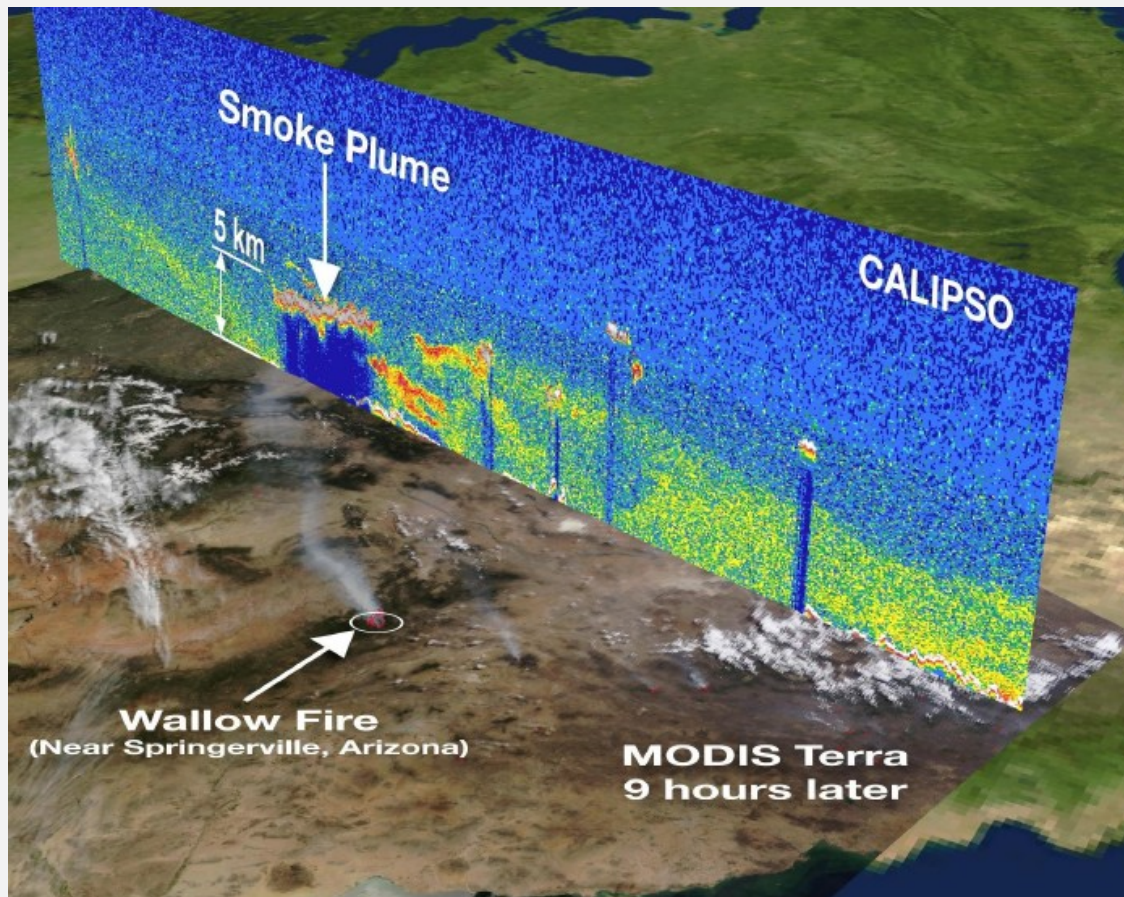 Smoke Plume
5 km
CALIPSO
Wallow Fire
(Near Springerville, Arizona)
MODIS Terra
9 hours later